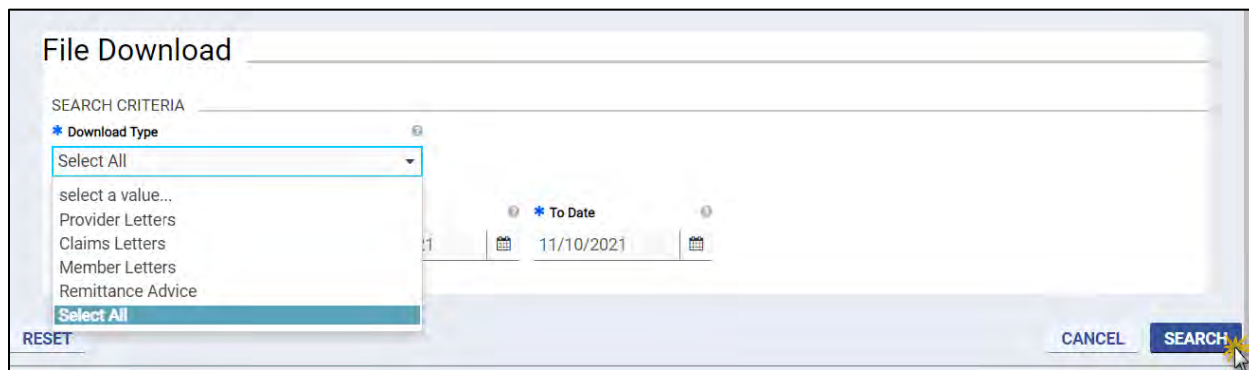 File Download
SEARCH CRITERIA
* Download Type
Select All
select a value...
Provider Letters
Claims Letters
Member Letters
Remittance Advice
Select All
* To Date
11/10/2021
RESET
CANCEL
SEARCH